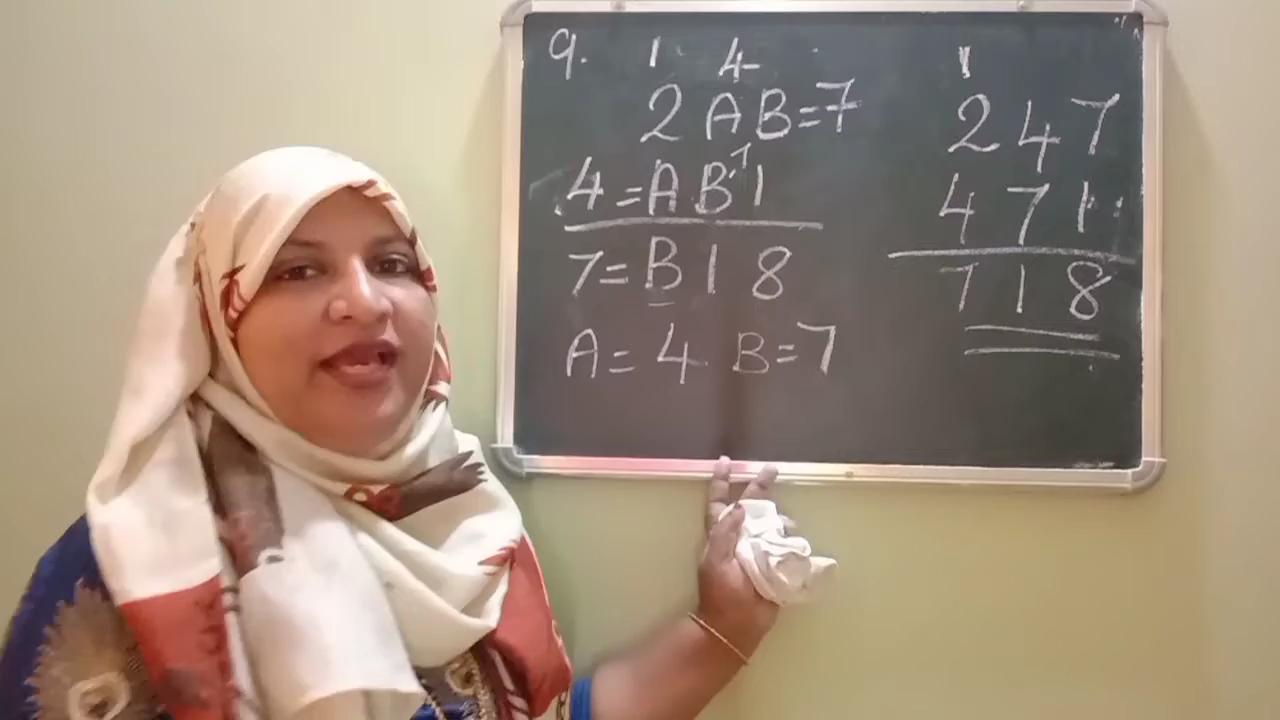 9. 1 4
2 A B = 7
4 = A B 1 1
7 = B 1 8
A = 4 B = 7
1
2 4 7
4 7 1
7 1 8